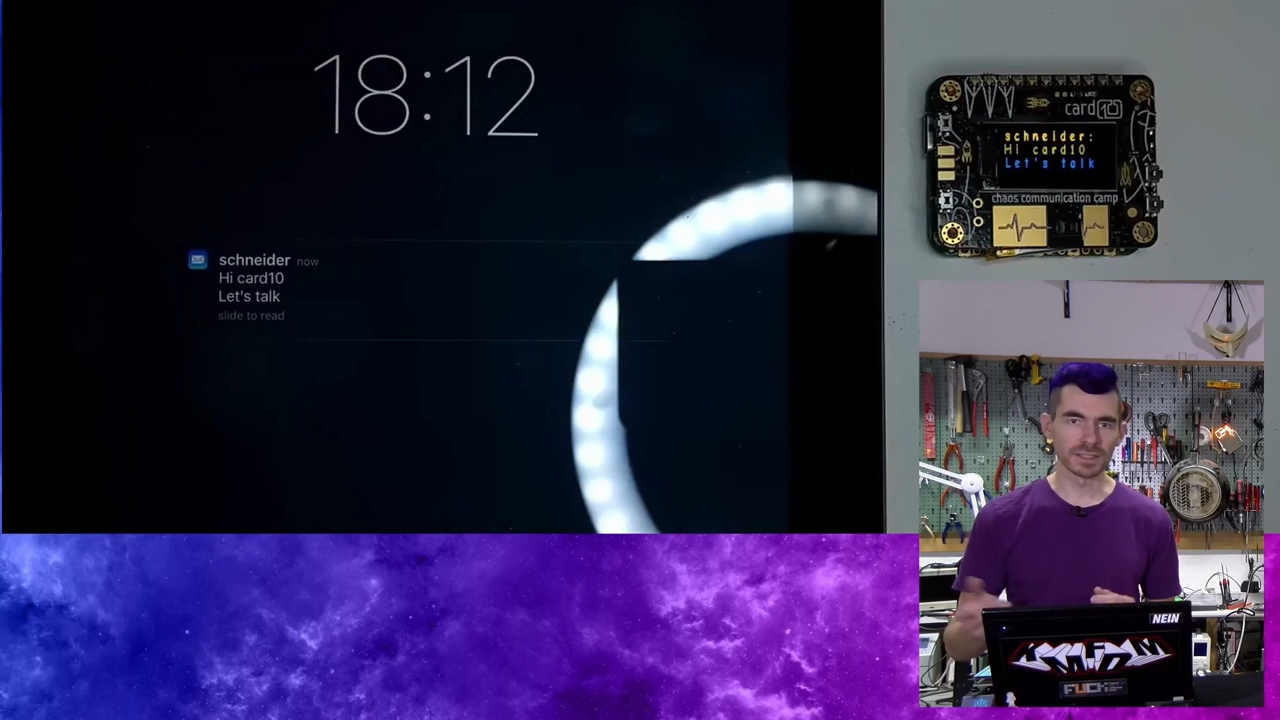 18:12
schneider now
Hi card10
Let's talk
slide to read
card10
schneider:
Hi card10
Let's talk
chaos communication camp
NEIN